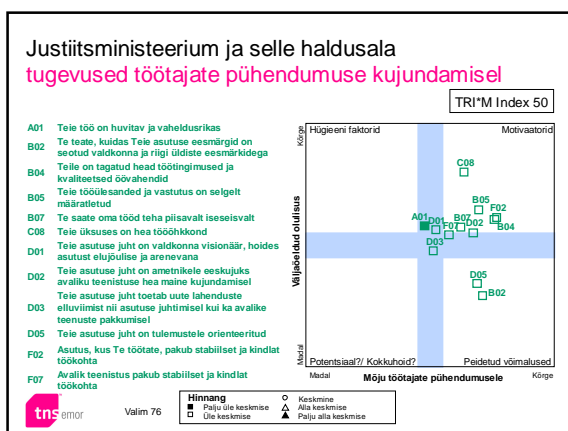 Justiitsministeerium ja selle haldusala
tugevused töötajate pühendumuse kujundamisel
TRI*M Index 50
A01 Teie töö on huvitav ja vaheldusrikas
B02 Te teate, kuidas Teie asutuse eesmärgid on
seotud valdkonna ja riigi üldiste eesmärkidega
B04 Teile on tagatud head töötingimused ja
kvaliteetsed töövahendid
B05 Teie tööülesanded ja vastutus on selgelt
määratletud
B07 Te saate oma tööd teha piisavalt iseseisvalt
C08 Teie üksuses on hea tööõhkkond
D01 Teie asutuse juht on valdkonna visionäär, hoides
asutust elujõulise ja arenevana
D02 Teie asutuse juht on ametnikele eeskujuks
avaliku teenistuse hea maine kujundamisel
D03 Teie asutuse juht toetab uute lahenduste
elluviimist nii asutuse juhtimisel kui ka avalike
teenuste pakkumisel
D05 Teie asutuse juht on tulemustele orienteeritud
F02 Asutus, kus Te töötate, pakub stabiilset ja kindlat
töökohta
F07 Avalik teenistus pakub stabiilset ja kindlat
töökohta
Kõrge
Väljaöeldud olulisus
Madal
Hügieeni faktorid
Motivaatorid
C08
B05
F02
A01
D01
B07
F07
D02
B04
D03
D05
B02
Potentsiaal?/ Kokkuhoid?
Peidetud võimalused
Madal
Mõju töötajate pühendumusele
Kõrge
tns emor
Valim 76
Hinnang
Palju üle keskmise
Üle keskmise
Keskmine
Alla keskmise
Palju alla keskmise